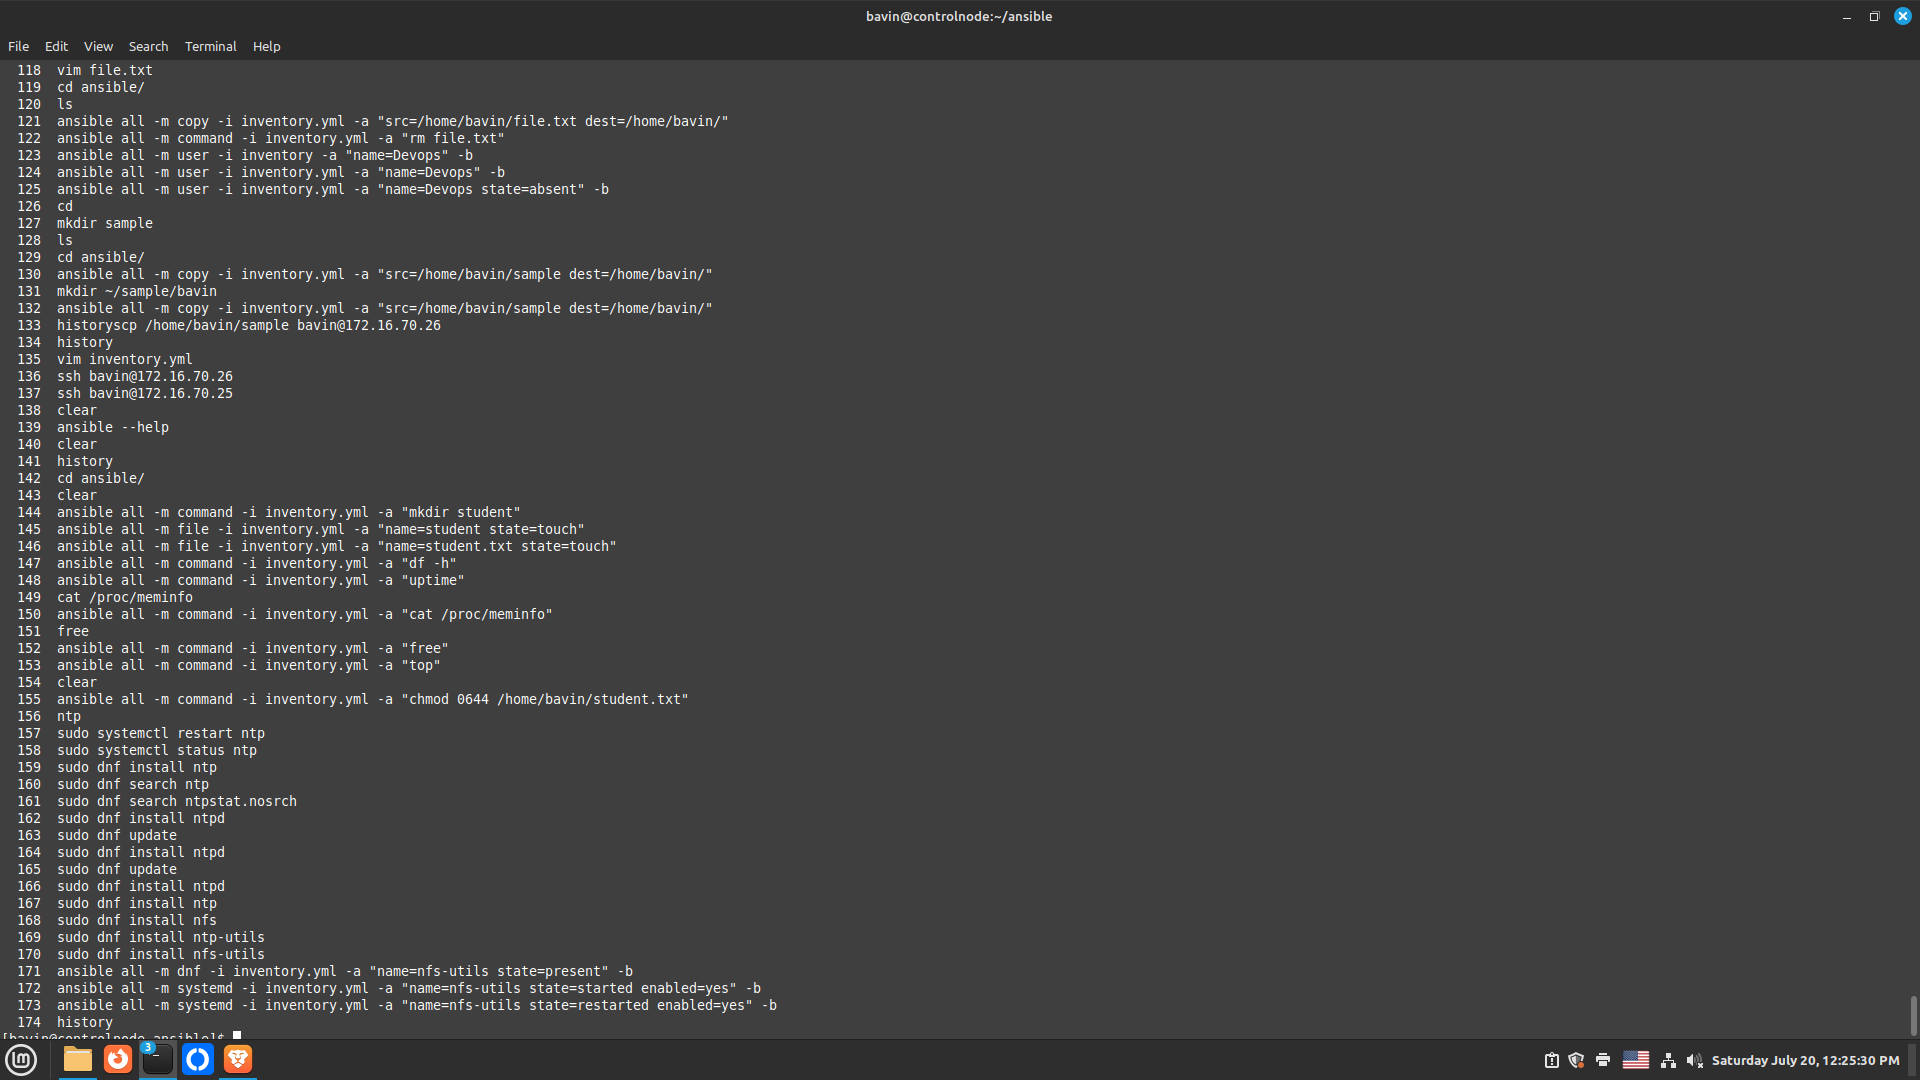 bavin@controlnode:~/ansible
File Edit View Search Terminal Help
118 vim file.txt
119 cd ansible/
120 ls
121 ansible all -m copy -i inventory.yml -a "src=/home/bavin/file.txt dest=/home/bavin/"
122 ansible all -m command -i inventory.yml -a "rm file.txt"
123 ansible all -m user -i inventory -a "name=Devops" -b
124 ansible all -m user -i inventory.yml -a "name=Devops" -b
125 ansible all -m user -i inventory.yml -a "name=Devops state=absent" -b
126 cd
127 mkdir sample
128 ls
129 cd ansible/
130 ansible all -m copy -i inventory.yml -a "src=/home/bavin/sample dest=/home/bavin/"
131 mkdir ~/sample/bavin
132 ansible all -m copy -i inventory.yml -a "src=/home/bavin/sample dest=/home/bavin/"
133 historyscp /home/bavin/sample bavin@172.16.70.26
134 history
135 vim inventory.yml
136 ssh bavin@172.16.70.26
137 ssh bavin@172.16.70.25
138 clear
139 ansible --help
140 clear
141 history
142 cd ansible/
143 clear
144 ansible all -m command -i inventory.yml -a "mkdir student"
145 ansible all -m file -i inventory.yml -a "name=student state=touch"
146 ansible all -m file -i inventory.yml -a "name=student.txt state=touch"
147 ansible all -m command -i inventory.yml -a "df -h"
148 ansible all -m command -i inventory.yml -a "uptime"
149 cat /proc/meminfo
150 ansible all -m command -i inventory.yml -a "cat /proc/meminfo"
151 free
152 ansible all -m command -i inventory.yml -a "free"
153 ansible all -m command -i inventory.yml -a "top"
154 clear
155 ansible all -m command -i inventory.yml -a "chmod 0644 /home/bavin/student.txt"
156 ntp
157 sudo systemctl restart ntp
158 sudo systemctl status ntp
159 sudo dnf install ntp
160 sudo dnf search ntp
161 sudo dnf search ntpstat.nosrch
162 sudo dnf install ntpd
163 sudo dnf update
164 sudo dnf install ntpd
165 sudo dnf update
166 sudo dnf install ntpd
167 sudo dnf install ntp
168 sudo dnf install nfs
169 sudo dnf install ntp-utils
170 sudo dnf install nfs-utils
171 ansible all -m dnf -i inventory.yml -a "name=nfs-utils state=present" -b
172 ansible all -m systemd -i inventory.yml -a "name=nfs-utils state=started enabled=yes" -b
173 ansible all -m systemd -i inventory.yml -a "name=nfs-utils state=restarted enabled=yes" -b
174 history
[bavin@controlnode ansible]$
3
Saturday July 20, 12:25:30 PM